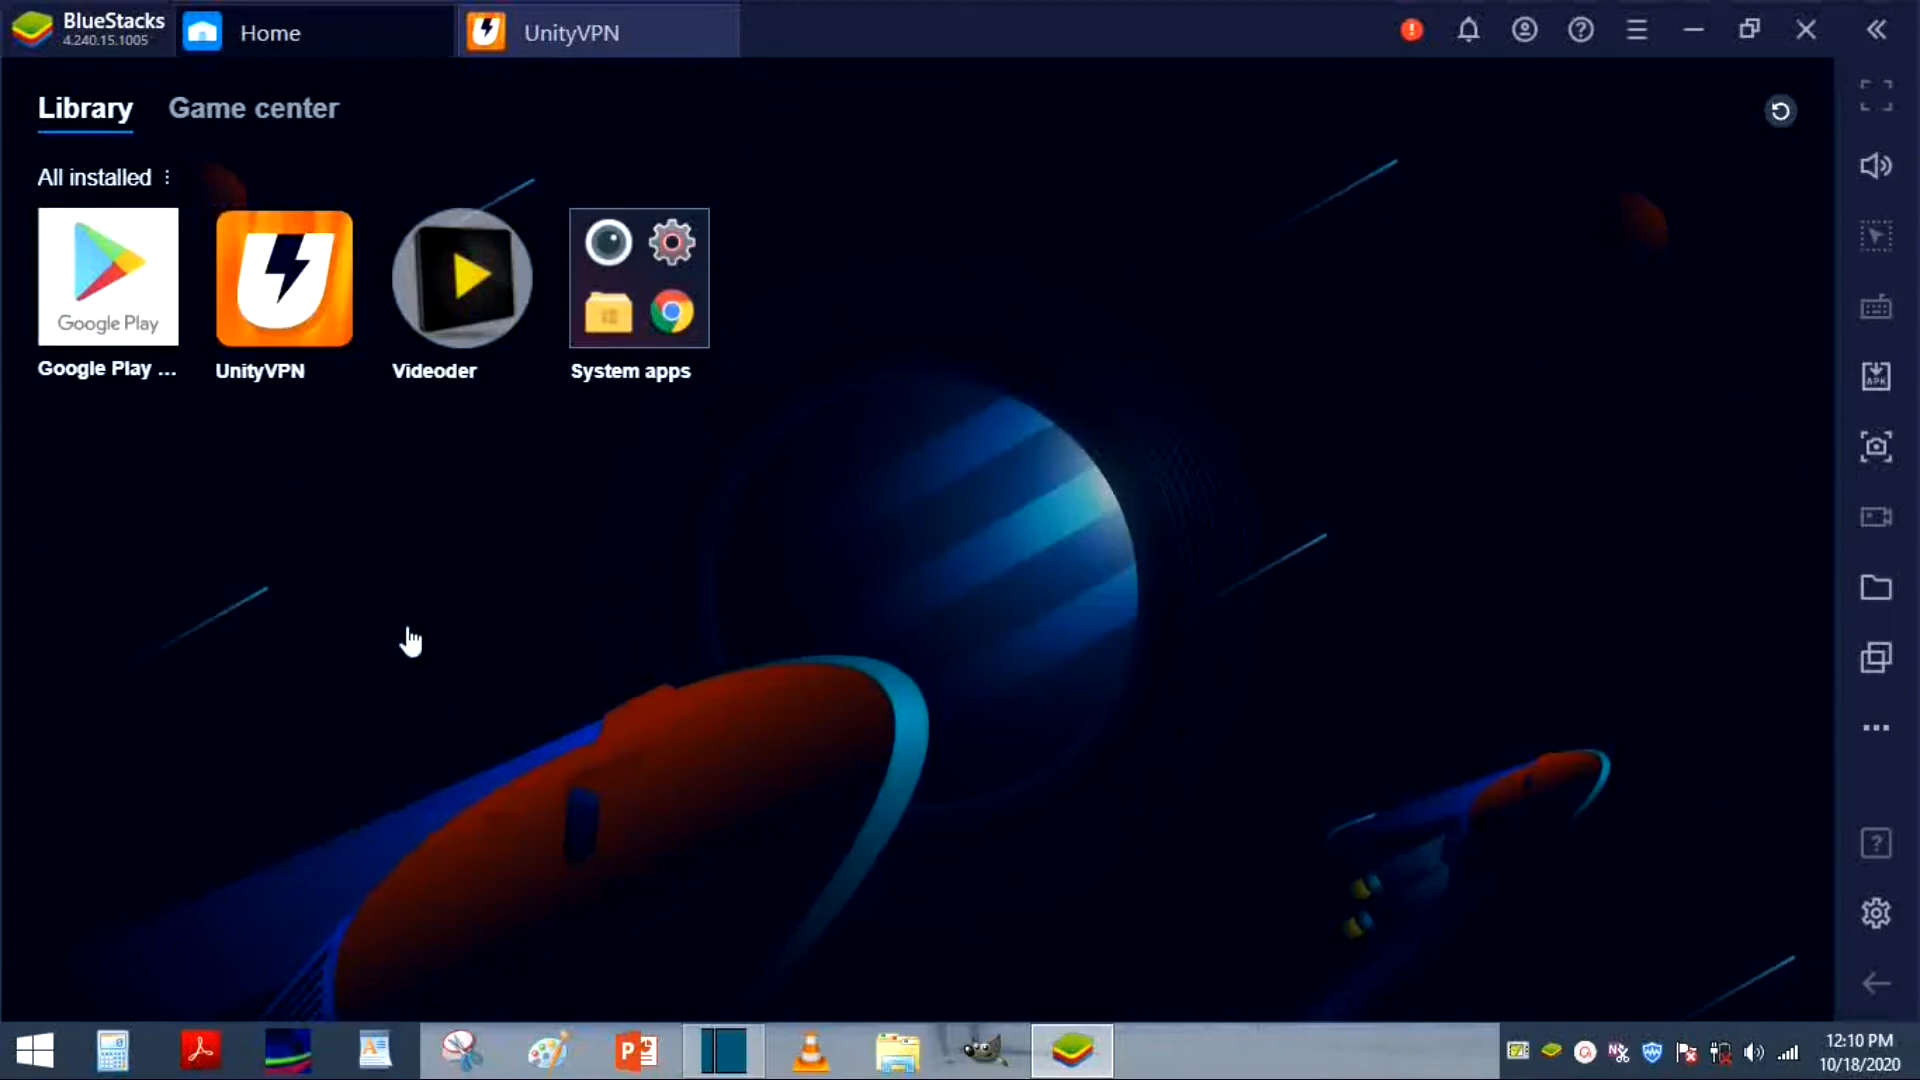 BlueStacks
4.240.15.1005
Home
UnityVPN
Library
Game center
All installed
Google Play
Google Play ...
UnityVPN
Videoder
System apps
APK
12:10 PM
10/18/2020